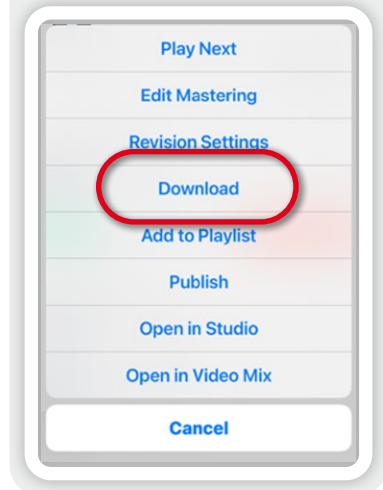 Play Next
Edit Mastering
Revision Settings
Download
Add to Playlist
Publish
Open in Studio
Open in Video Mix
Cancel